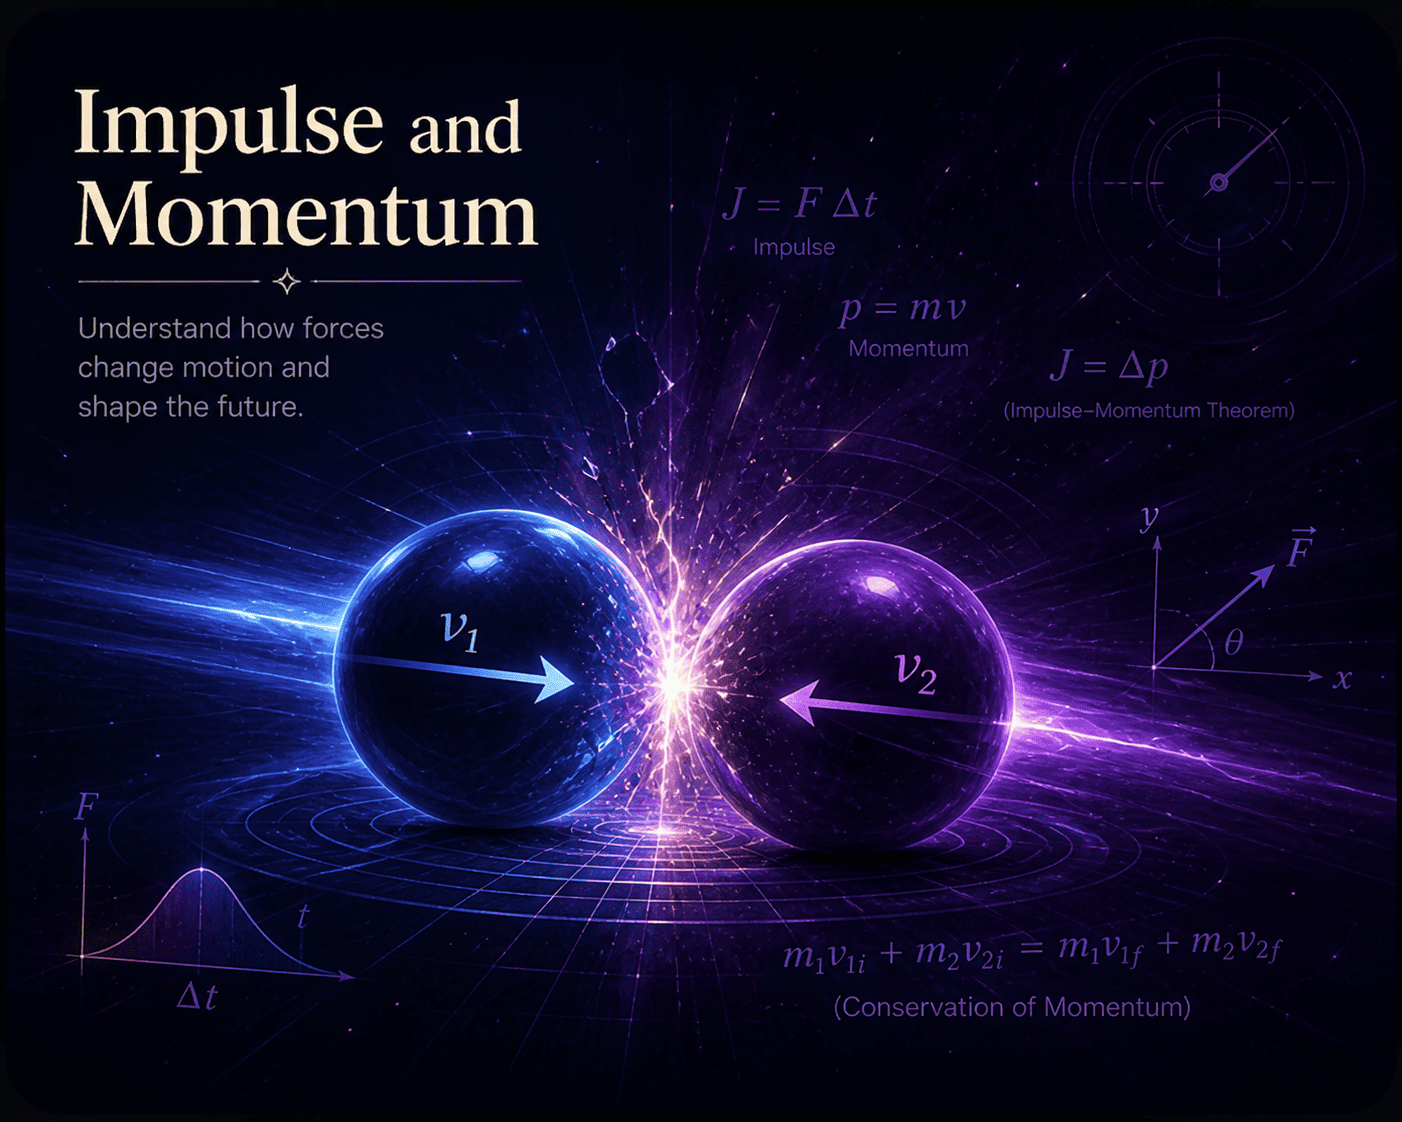 Impulse and
Momentum
Understand how forces
change motion and
shape the future.
J = F Δt
Impulse
p = mv
Momentum
J = Δp
(Impulse–Momentum Theorem)
y
F⃗
θ
x
v₁
v₂
F
t
Δt
m₁v₁ᵢ + m₂v₂ᵢ = m₁v₁f + m₂v₂f
(Conservation of Momentum)